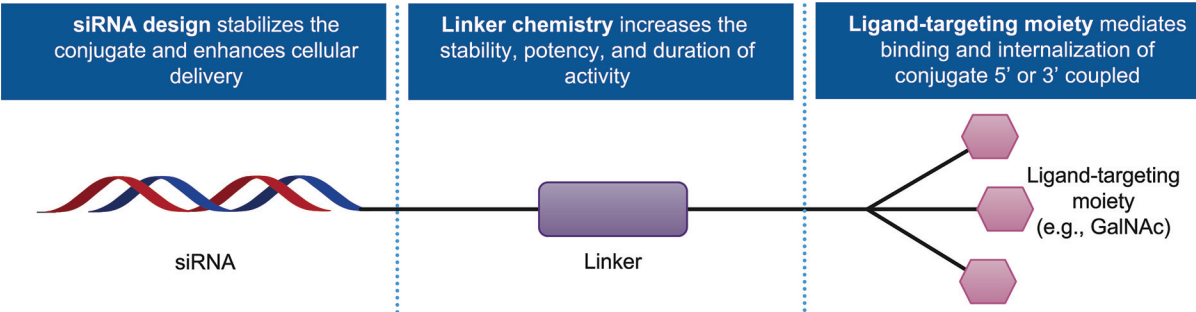 siRNA design stabilizes the
conjugate and enhances cellular
delivery
Linker chemistry increases the
stability, potency, and duration of
activity
Ligand-targeting moiety mediates
binding and internalization of
conjugate 5’ or 3’ coupled
siRNA
Linker
Ligand-targeting
moiety
(e.g., GalNAc)